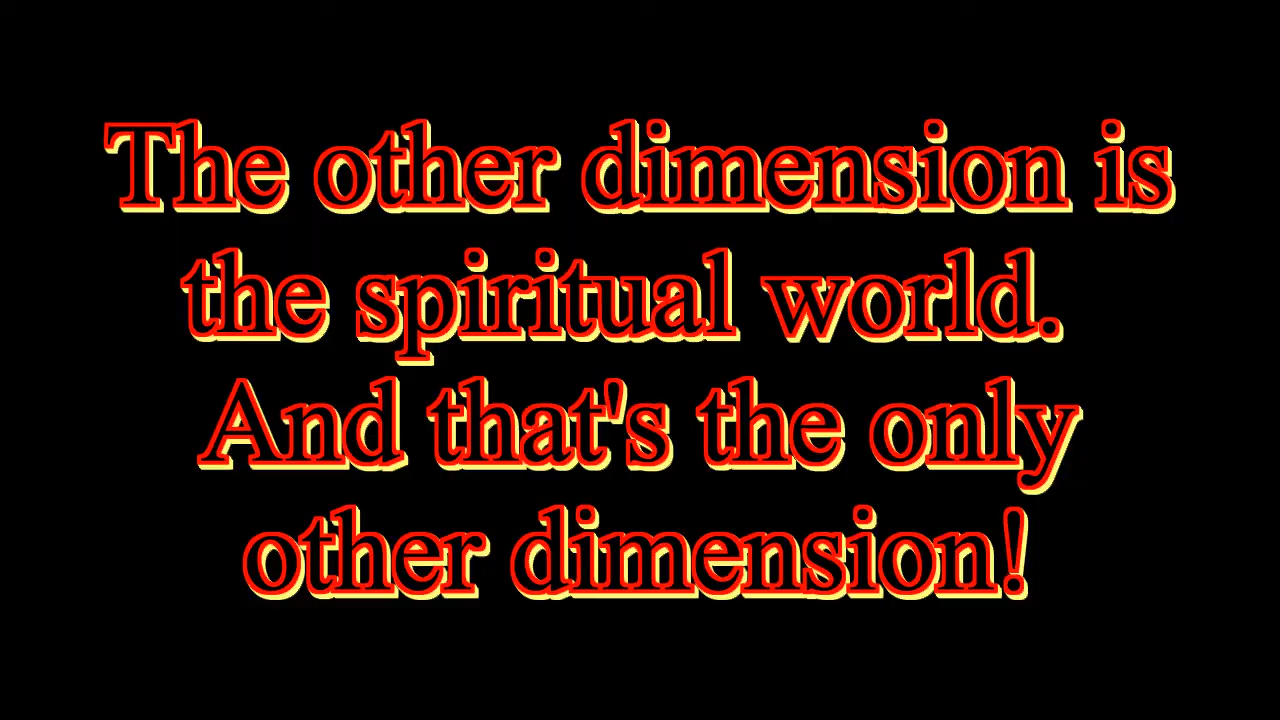 The other dimension is
the spiritual world.
And that's the only
other dimension!